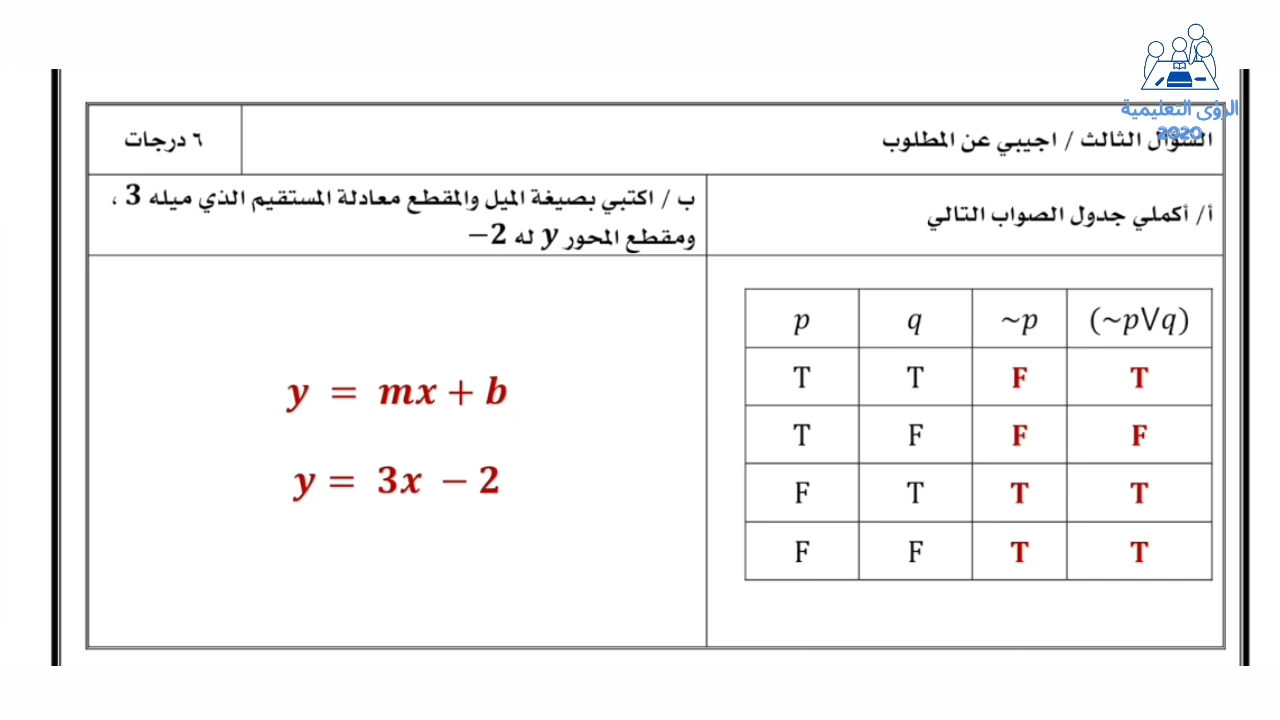 الرؤى التعليمية
2020
السؤال الثالث / اجيبي عن المطلوب
٦ درجات
أ/ أكملي جدول الصواب التالي
ب / اكتبي بصيغة الميل والمقطع معادلة المستقيم الذي ميله 3 ،
ومقطع المحور y له 2−
p q ~p (~p∨q)
T T F T
T F F F
F T T T
F F T T
y = mx + b
y = 3x − 2